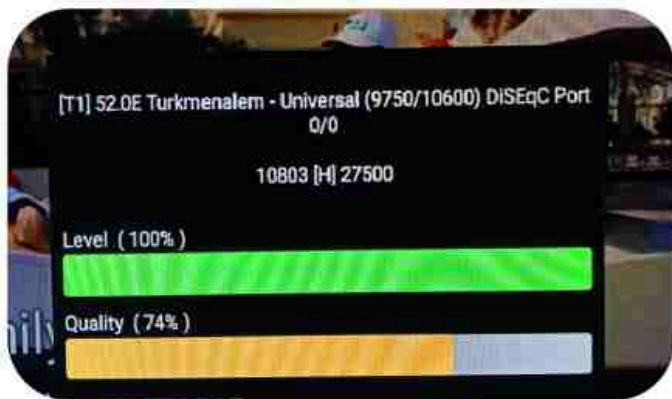 [T1] 52.0E Turkmenalem - Universal (9750/10600) DiSEqC Port
0/0
10803 [H] 27500
Level ( 100% )
Quality ( 74% )